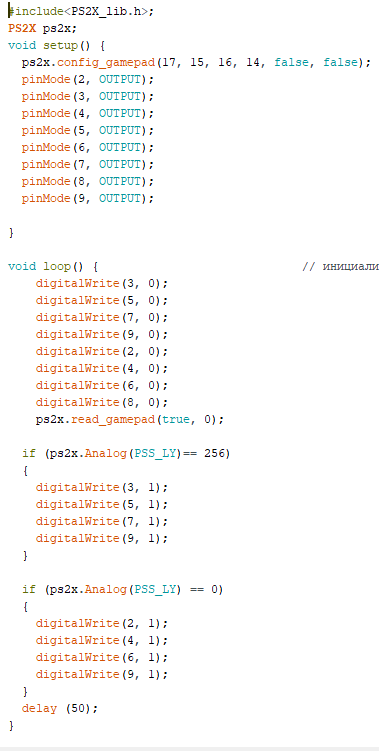 #include<PS2X_lib.h>;
PS2X ps2x;
void setup() {
  ps2x.config_gamepad(17, 15, 16, 14, false, false);
  pinMode(2, OUTPUT);
  pinMode(3, OUTPUT);
  pinMode(4, OUTPUT);
  pinMode(5, OUTPUT);
  pinMode(6, OUTPUT);
  pinMode(7, OUTPUT);
  pinMode(8, OUTPUT);
  pinMode(9, OUTPUT);

}

void loop() {                             // инициали
    digitalWrite(3, 0);
    digitalWrite(5, 0);
    digitalWrite(7, 0);
    digitalWrite(9, 0);
    digitalWrite(2, 0);
    digitalWrite(4, 0);
    digitalWrite(6, 0);
    digitalWrite(8, 0);
    ps2x.read_gamepad(true, 0);

  if (ps2x.Analog(PSS_LY)== 256)
  {
    digitalWrite(3, 1);
    digitalWrite(5, 1);
    digitalWrite(7, 1);
    digitalWrite(9, 1);
  }

  if (ps2x.Analog(PSS_LY) == 0)
  {
    digitalWrite(2, 1);
    digitalWrite(4, 1);
    digitalWrite(6, 1);
    digitalWrite(9, 1);
  }
  delay (50);
}